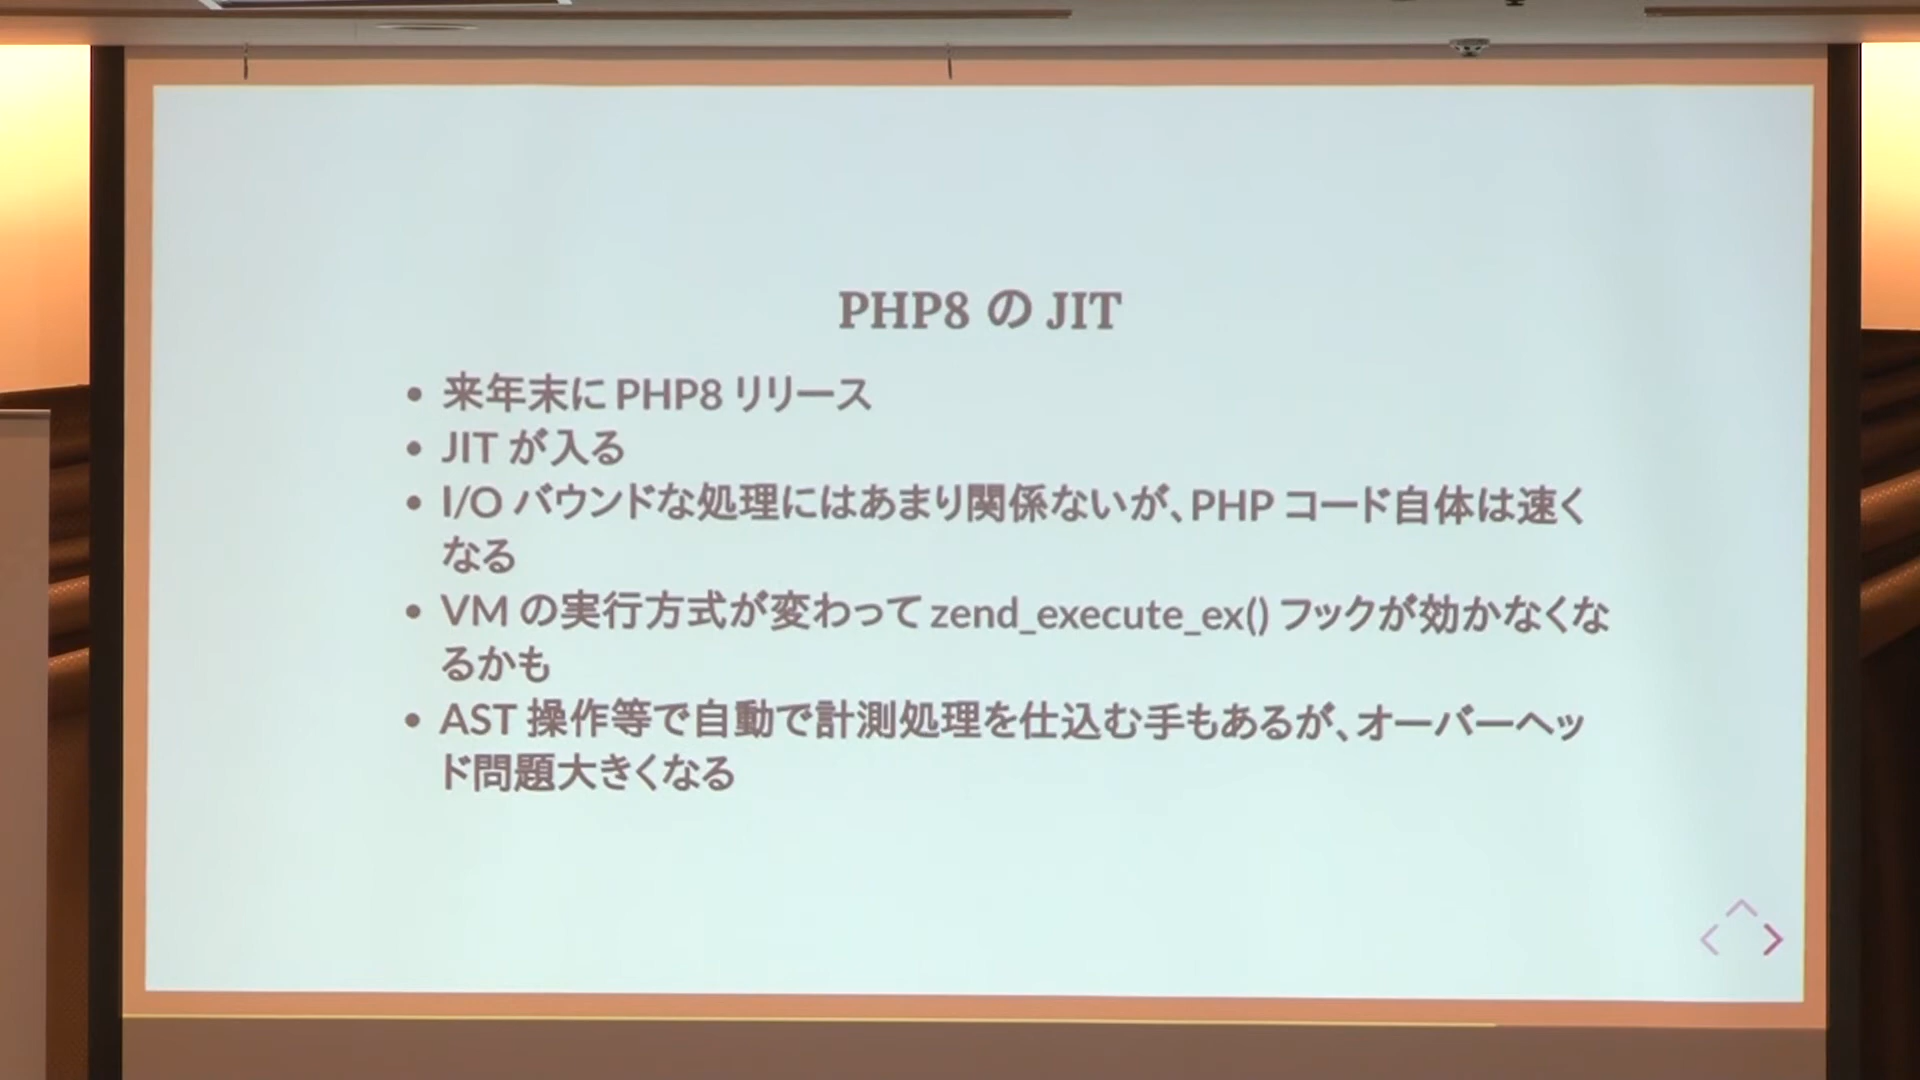 PHP8 の JIT
• 来年末に PHP8 リリース
• JIT が入る
• I/O バウンドな処理にはあまり関係ないが、PHP コード自体は速く
なる
• VM の実行方式が変わって zend_execute_ex() フックが効かなくな
るかも
• AST 操作等で自動で計測処理を仕込む手もあるが、オーバーヘッ
ド問題大きくなる